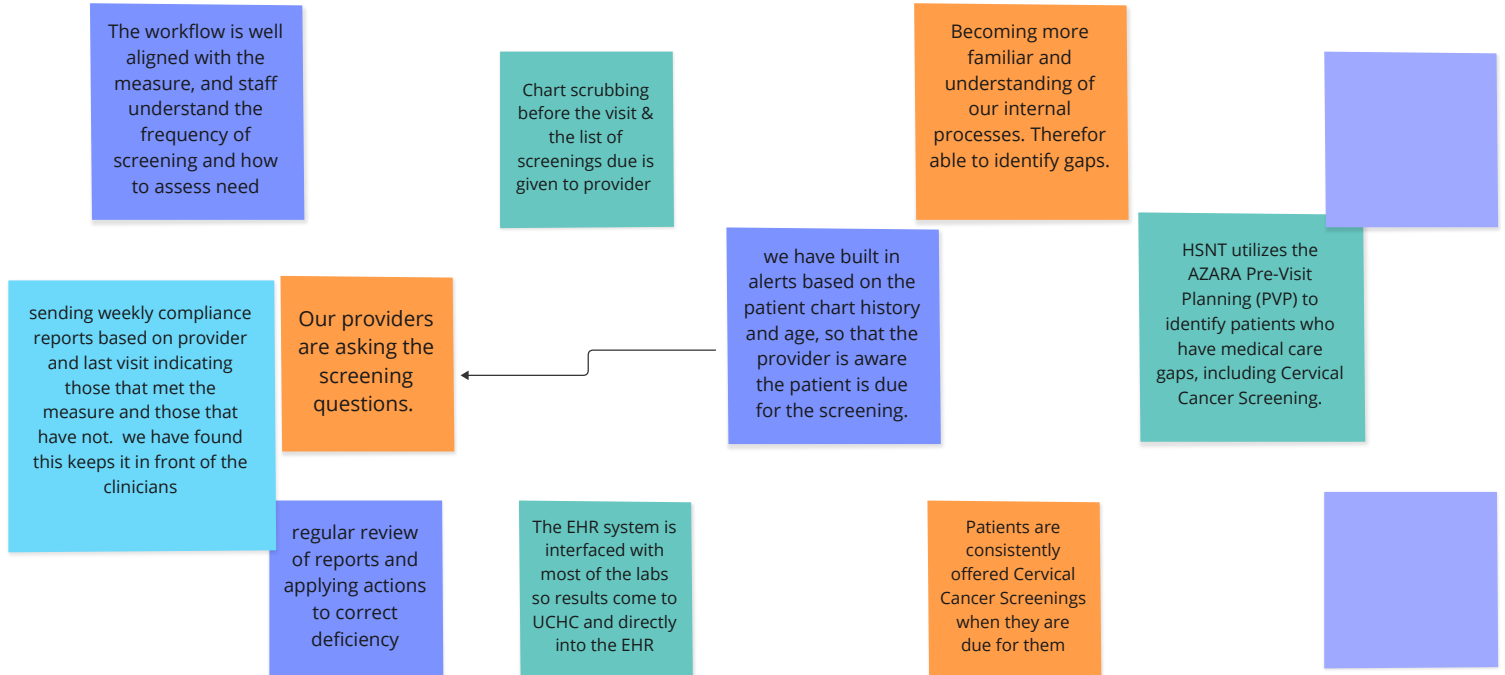 The workflow is well
aligned with the
measure, and staff
understand the
frequency of
screening and how
to assess need
Chart scrubbing
before the visit &
the list of
screenings due is
given to provider
Becoming more
familiar and
understanding of
our internal
processes. Therefor
able to identify gaps.
sending weekly compliance
reports based on provider
and last visit indicating
those that met the
measure and those that
have not.  we have found
this keeps it in front of the
clinicians
Our providers
are asking the
screening
questions.
we have built in
alerts based on the
patient chart history
and age, so that the
provider is aware
the patient is due
for the screening.
HSNT utilizes the
AZARA Pre-Visit
Planning (PVP) to
identify patients who
have medical care
gaps, including Cervical
Cancer Screening.
regular review
of reports and
applying actions
to correct
deficiency
The EHR system is
interfaced with
most of the labs
so results come to
UCHC and directly
into the EHR
Patients are
consistently
offered Cervical
Cancer Screenings
when they are
due for them